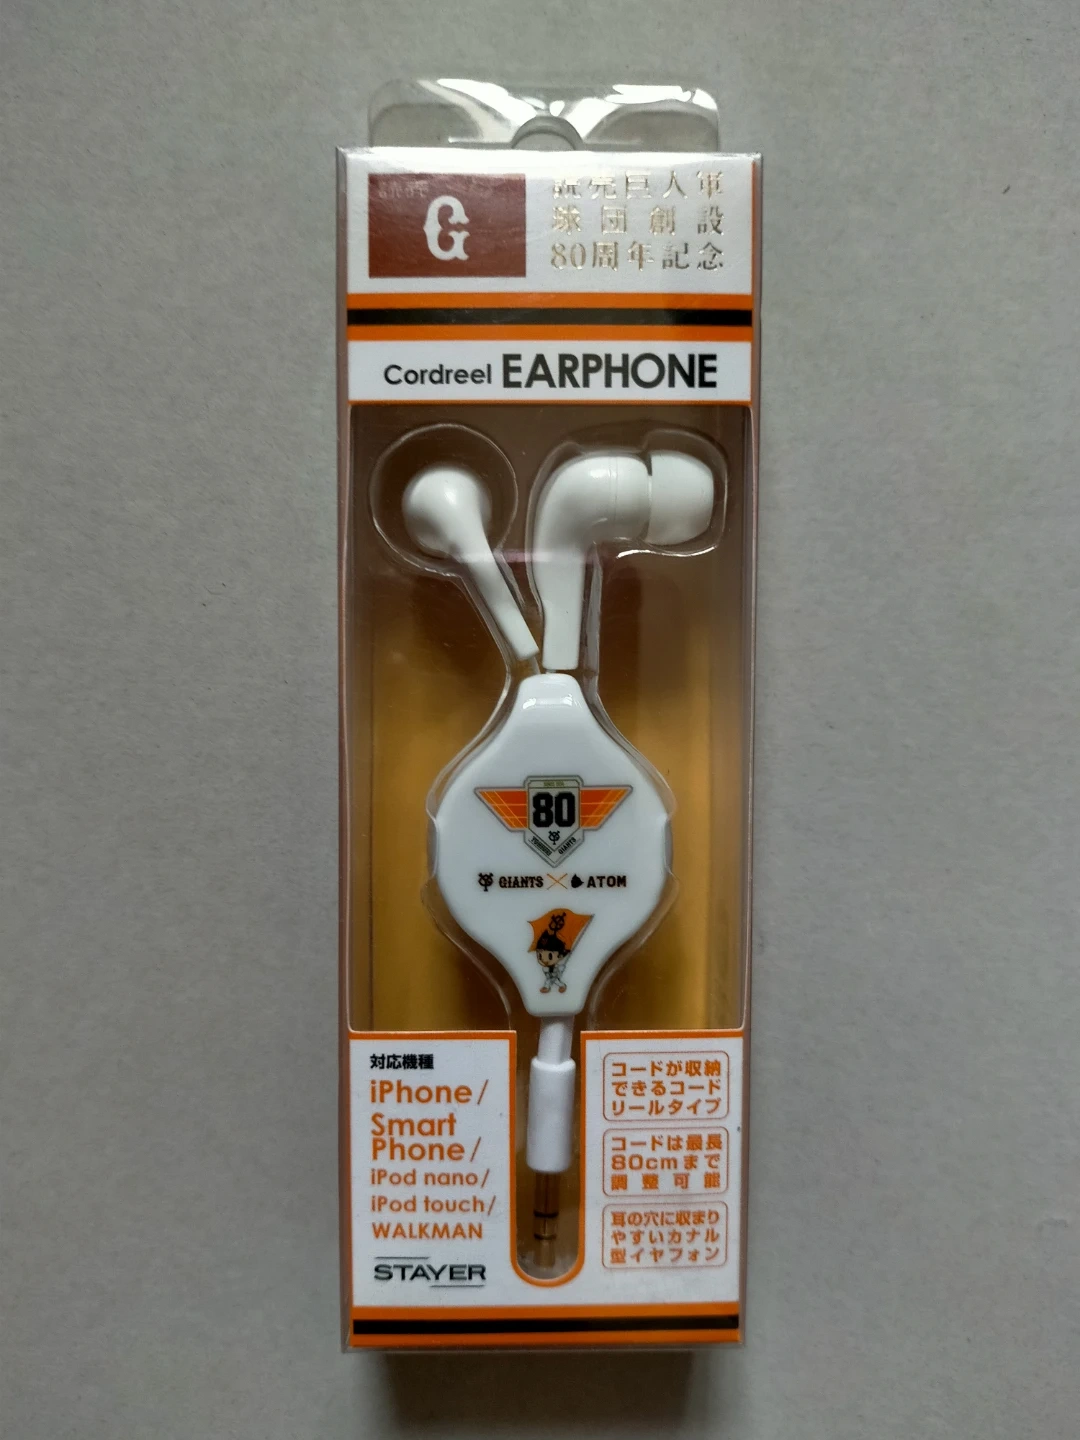 G
読売巨人軍
球団創設
80周年記念
Cordreel EARPHONE
80
YOMIURI GIANTS
GIANTS × ATOM
対応機種
iPhone/
Smart
Phone/
iPod nano/
iPod touch/
WALKMAN
STAYER
コードが収納
できるコード
リールタイプ
コードは最長
80cmまで
調整可能
耳の穴に収まり
やすいカナル
型イヤフォン